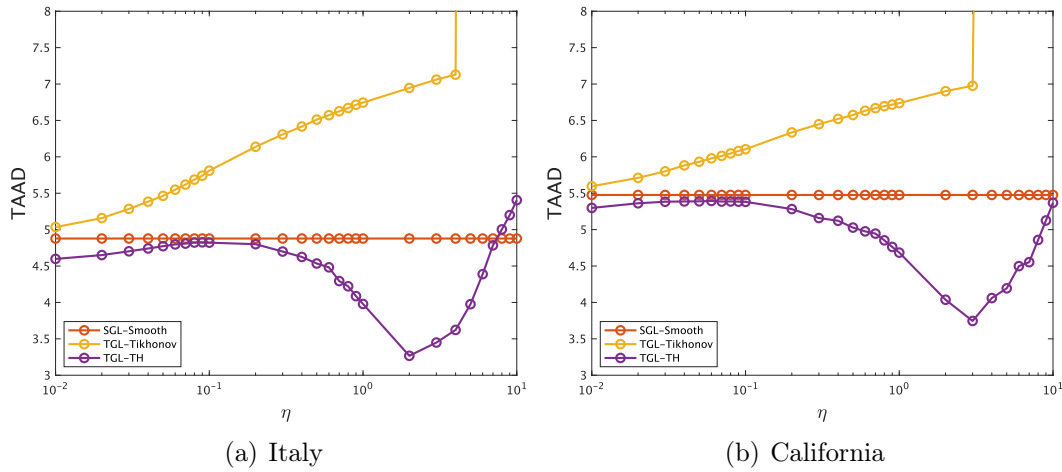 8
7.5
7
6.5
6
5.5
5
4.5
4
3.5
3
TAAD
SGL-Smooth
TGL-Tikhonov
TGL-TH
10⁻² 10⁻¹ 10⁰ 10¹
η
(a) Italy
8
7.5
7
6.5
6
5.5
5
4.5
4
3.5
3
TAAD
SGL-Smooth
TGL-Tikhonov
TGL-TH
10⁻² 10⁻¹ 10⁰ 10¹
η
(b) California